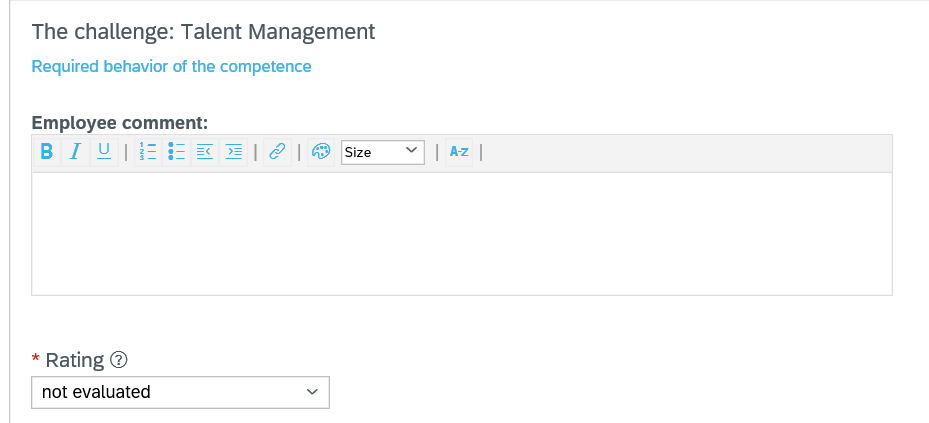 The challenge: Talent Management
Required behavior of the competence
Employee comment:
B I U | | | Size | A-Z |
* Rating ?
not evaluated